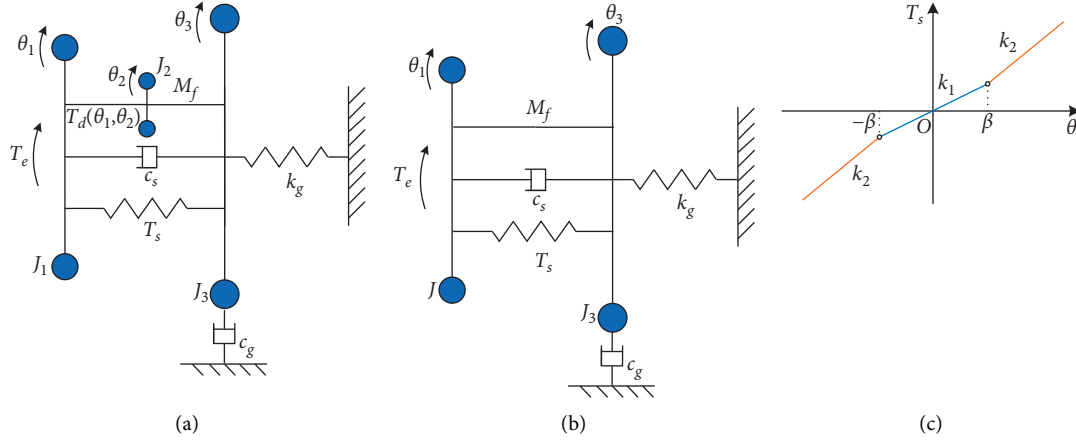 θ1
θ3
θ2
J2
Mf
Td(θ1, θ2)
Te
cs
kg
Ts
J1
J3
cg
(a)
θ1
θ3
Mf
Te
cs
kg
Ts
J
J3
cg
(b)
Ts
k2
k1
−β
O
β
θ
k2
(c)